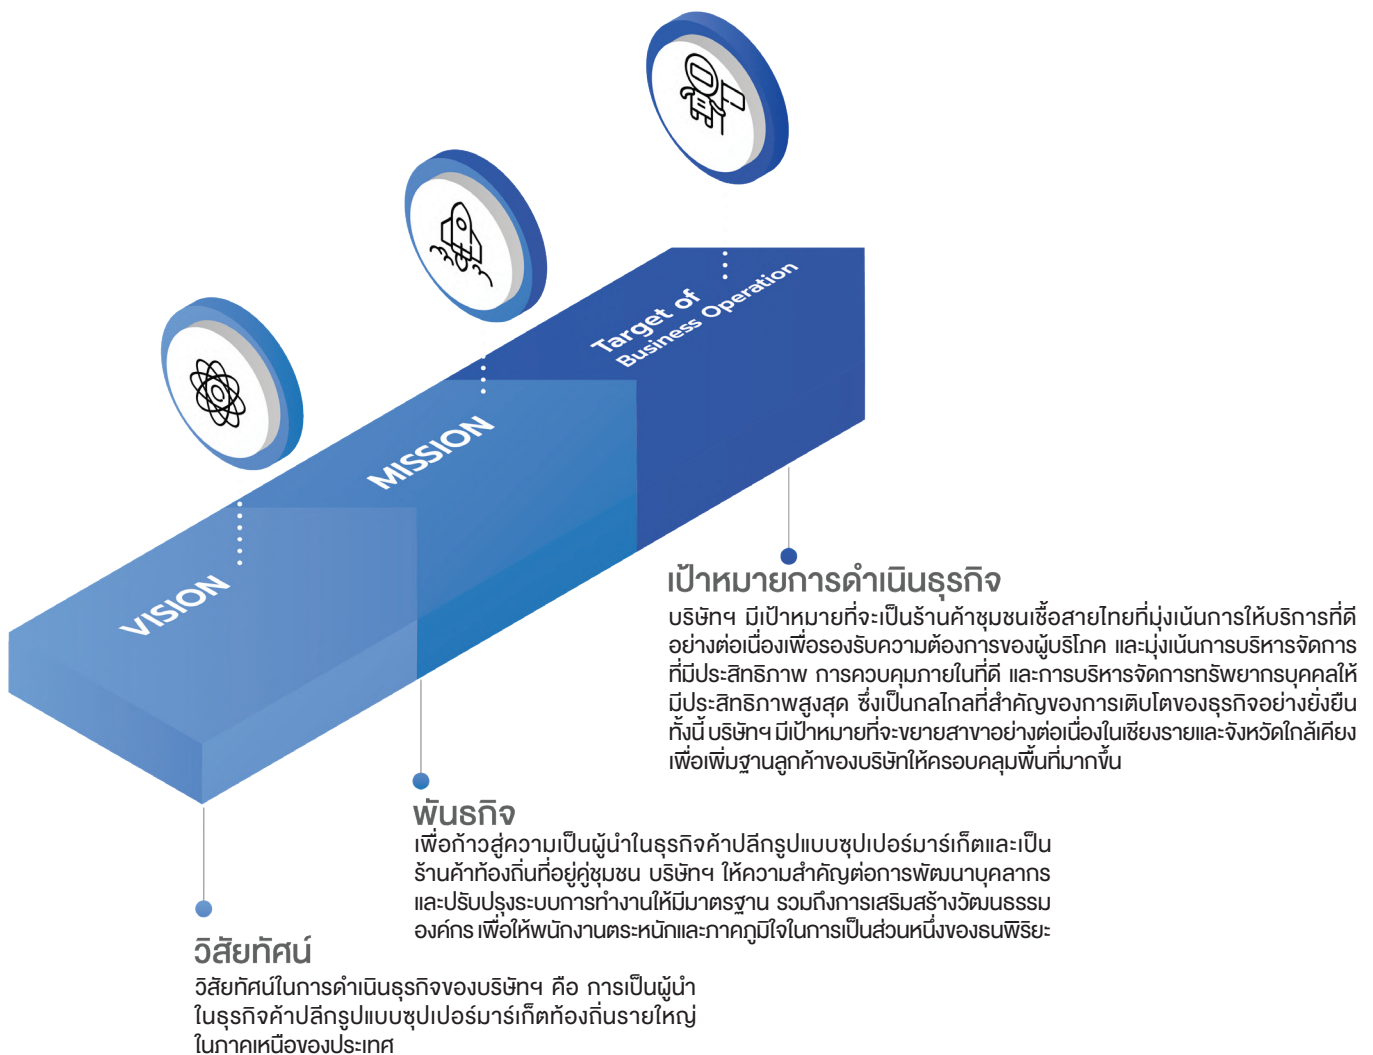 Target of
Business Operation
MISSION
VISION
เป้าหมายการดำเนินธุรกิจ
บริษัทฯ มีเป้าหมายที่จะเป็นร้านค้าชุมชนเชื้อสายไทยที่มุ่งเน้นการให้บริการที่ดี
อย่างต่อเนื่องเพื่อรองรับความต้องการของผู้บริโภค และมุ่งเน้นการบริหารจัดการ
ที่มีประสิทธิภาพ การควบคุมภายในที่ดี และการบริหารจัดการทรัพยากรบุคคลให้
มีประสิทธิภาพสูงสุด ซึ่งเป็นกลไกลที่สำคัญของการเติบโตของธุรกิจอย่างยั่งยืน
ทั้งนี้ บริษัทฯ มีเป้าหมายที่จะขยายสาขาอย่างต่อเนื่องในเชียงรายและจังหวัดใกล้เคียง
เพื่อเพิ่มฐานลูกค้าของบริษัทให้ครอบคลุมพื้นที่มากขึ้น
พันธกิจ
เพื่อก้าวสู่ความเป็นผู้นำในธุรกิจค้าปลีกรูปแบบซุปเปอร์มาร์เก็ตและเป็น
ร้านค้าท้องถิ่นที่อยู่คู่ชุมชน บริษัทฯ ให้ความสำคัญต่อการพัฒนาบุคลากร
และปรับปรุงระบบการทำงานให้มีมาตรฐาน รวมถึงการเสริมสร้างวัฒนธรรม
องค์กร เพื่อให้พนักงานตระหนักและภาคภูมิใจในการเป็นส่วนหนึ่งของธนพิริยะ
วิสัยทัศน์
วิสัยทัศน์ในการดำเนินธุรกิจของบริษัทฯ คือ การเป็นผู้นำ
ในธุรกิจค้าปลีกรูปแบบซุปเปอร์มาร์เก็ตท้องถิ่นรายใหญ่
ในภาคเหนือของประเทศ